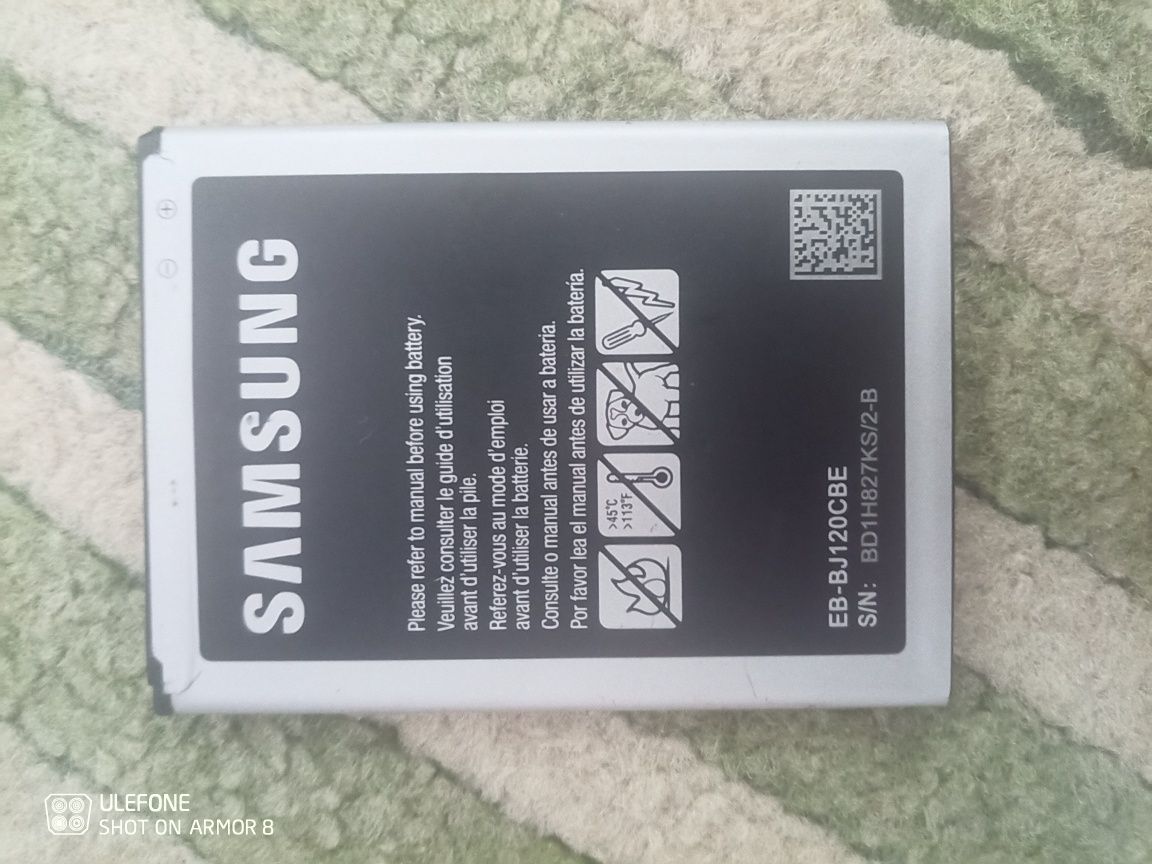 SAMSUNG
Please refer to manual before using battery.
Veuillez consulter le guide d'utilisation
avant d'utiliser la pile.
Referez-vous au mode d'emploi
avant d'utiliser la batterie.
Consulte o manual antes de usar a bateria.
Por favor lea el manual antes de utilizar la batería.
>45°C
>113°F
EB-BJ120CBE
S/N: BD1H827KS/2-B
ULEFONE
SHOT ON ARMOR 8